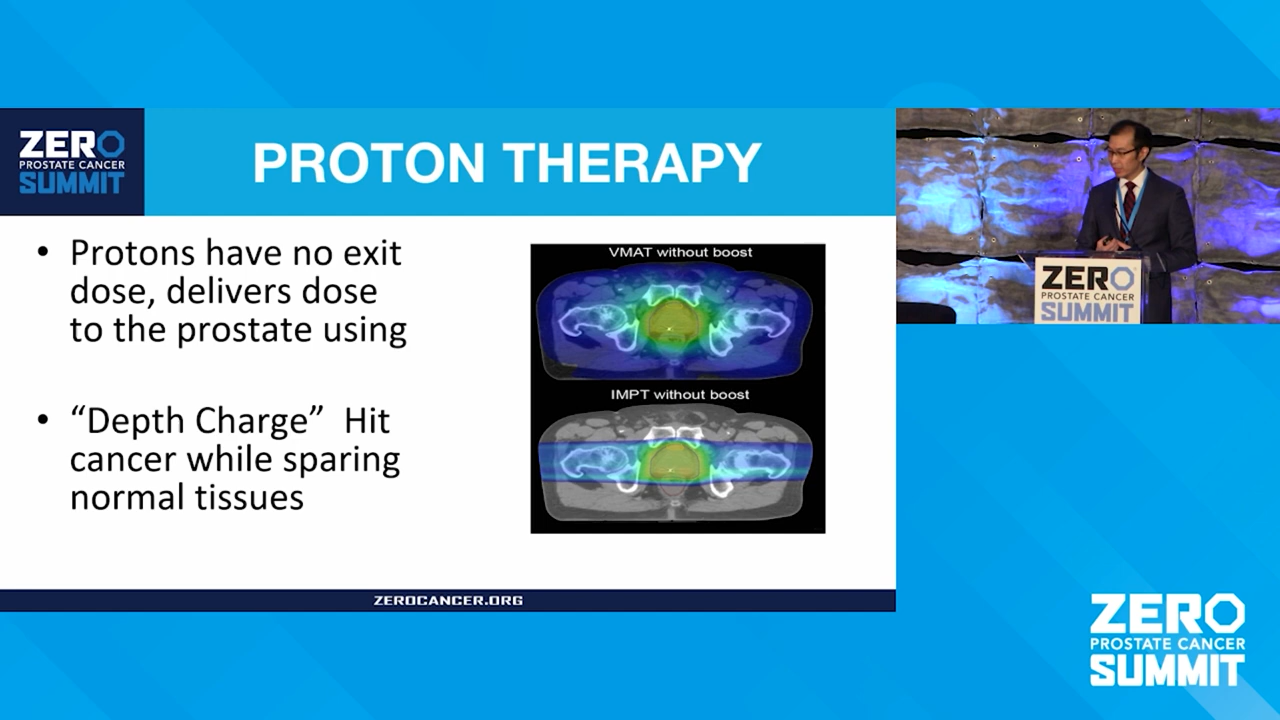 ZERO
PROSTATE CANCER
SUMMIT
PROTON THERAPY
• Protons have no exit
dose, delivers dose
to the prostate using
• “Depth Charge”  Hit
cancer while sparing
normal tissues
VMAT without boost
IMPT without boost
ZEROCANCER.ORG
ZERO
PROSTATE CANCER
SUMMIT
ZERO
PROSTATE CANCER
SUMMIT